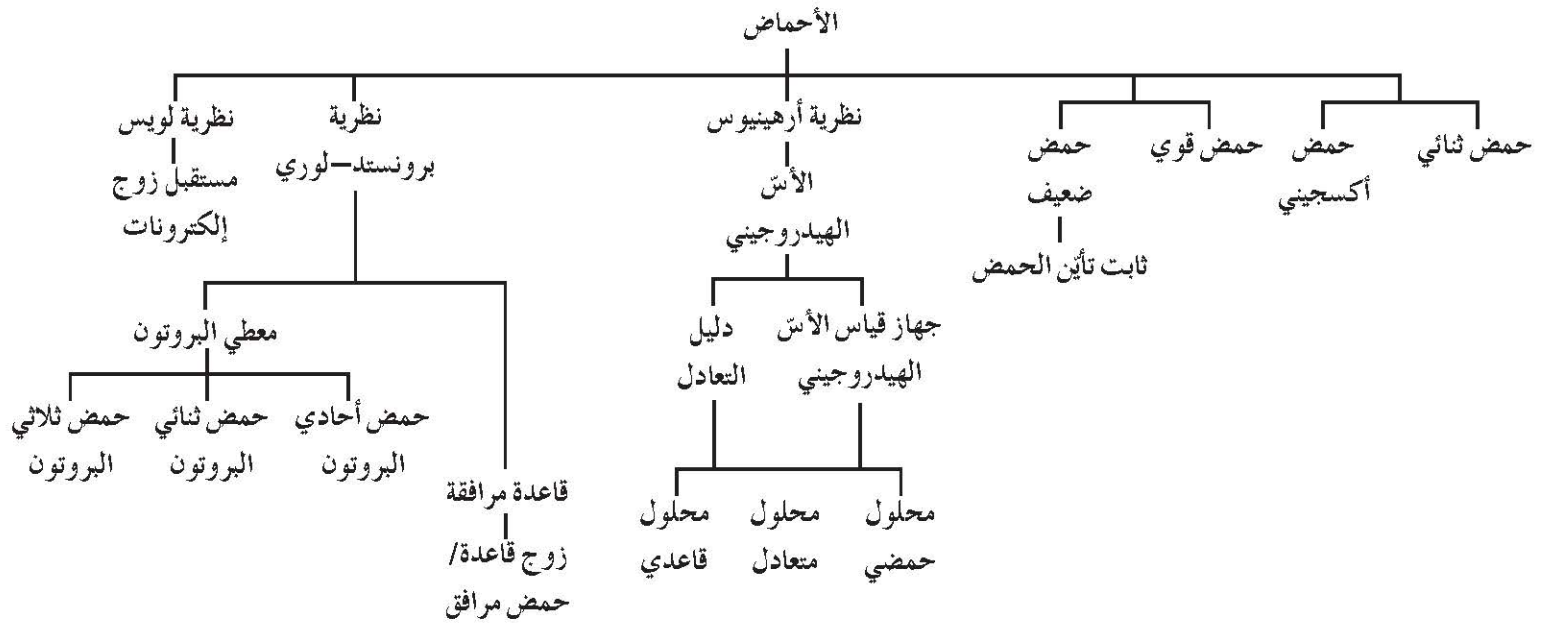 الأحماض
حمض ثنائي
حمض
أكسجيني
حمض قوي
حمض
ضعيف
ثابت تأيّن الحمض
نظرية أرهينيوس
الأسّ
الهيدروجيني
جهاز قياس الأسّ
الهيدروجيني
دليل
التعادل
محلول
حمضي
محلول
متعادل
محلول
قاعدي
نظرية
برونستد—لوري
معطي البروتون
حمض أحادي
البروتون
حمض ثنائي
البروتون
حمض ثلاثي
البروتون
قاعدة مرافقة
زوج قاعدة/
حمض مرافق
نظرية لويس
مستقبل زوج
إلكترونات